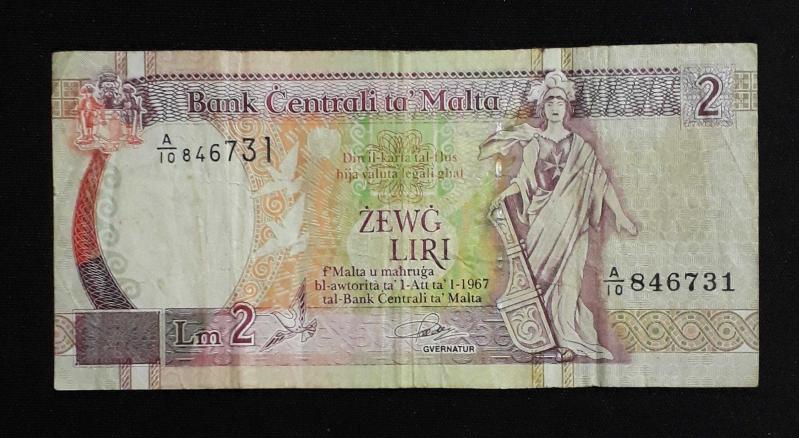 Bank Ċentrali ta' Malta
2
A/10 846731
Din il-karta tal-flus
hija valuta legali għal
ŻEWĠ
LIRI
f'Malta u maħruġa
bl-awtorità ta' l-Att ta' l-1967
tal-Bank Ċentrali ta' Malta
A/10 846731
Lm 2
GVERNATUR